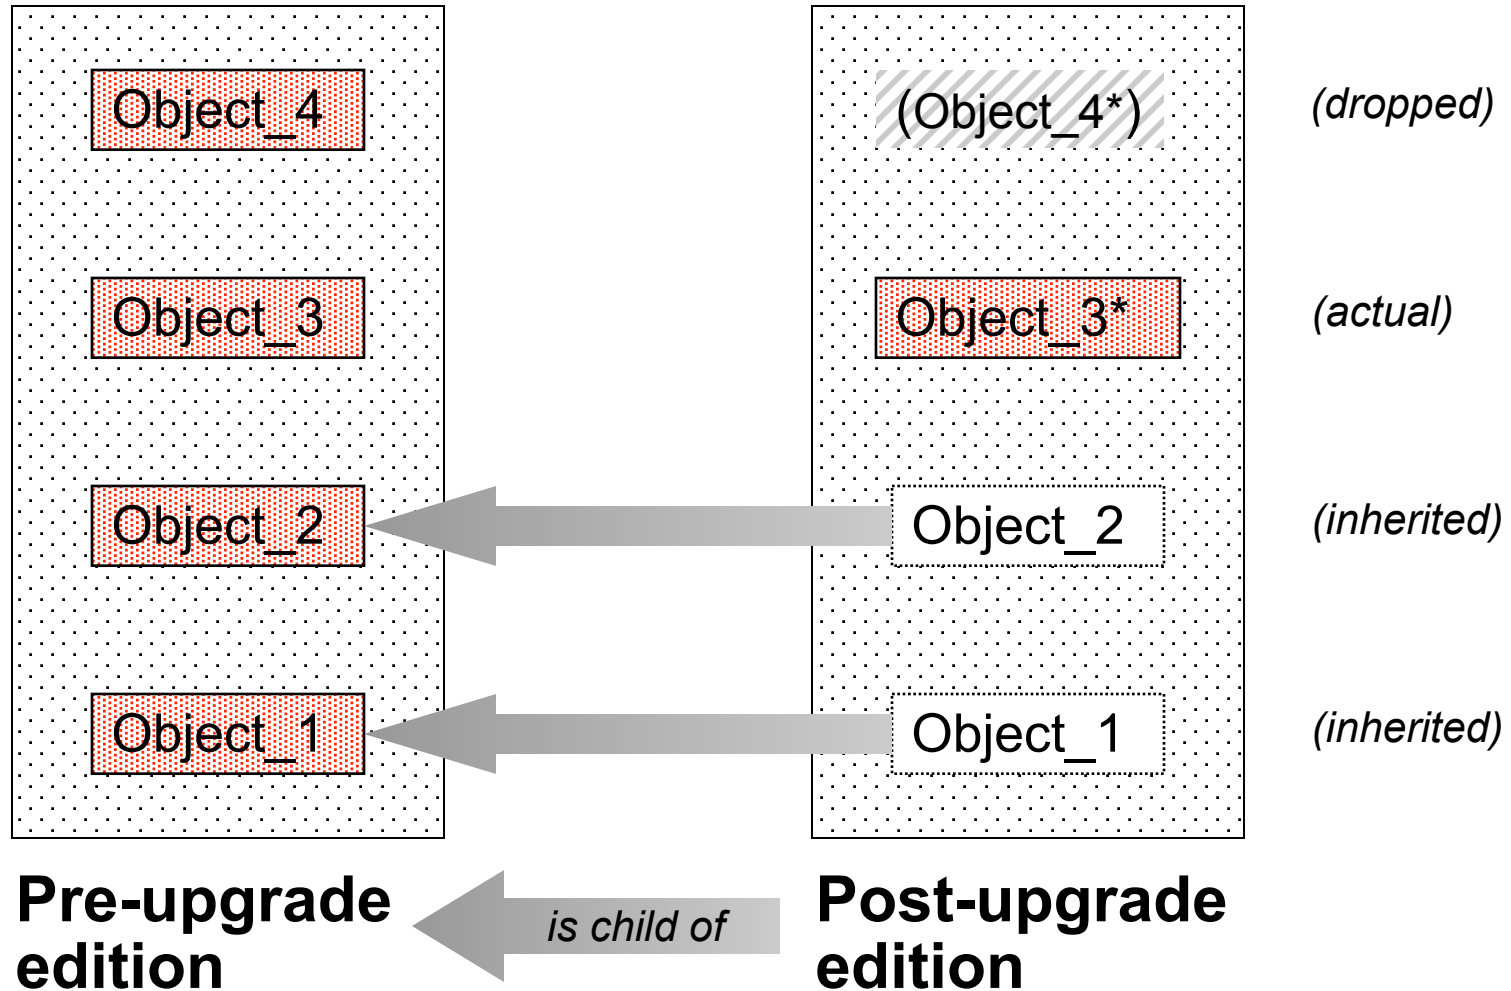 Object_4
(Object_4*)
(dropped)
Object_3
Object_3*
(actual)
Object_2
Object_2
(inherited)
Object_1
Object_1
(inherited)
Pre-upgrade
edition
is child of
Post-upgrade
edition